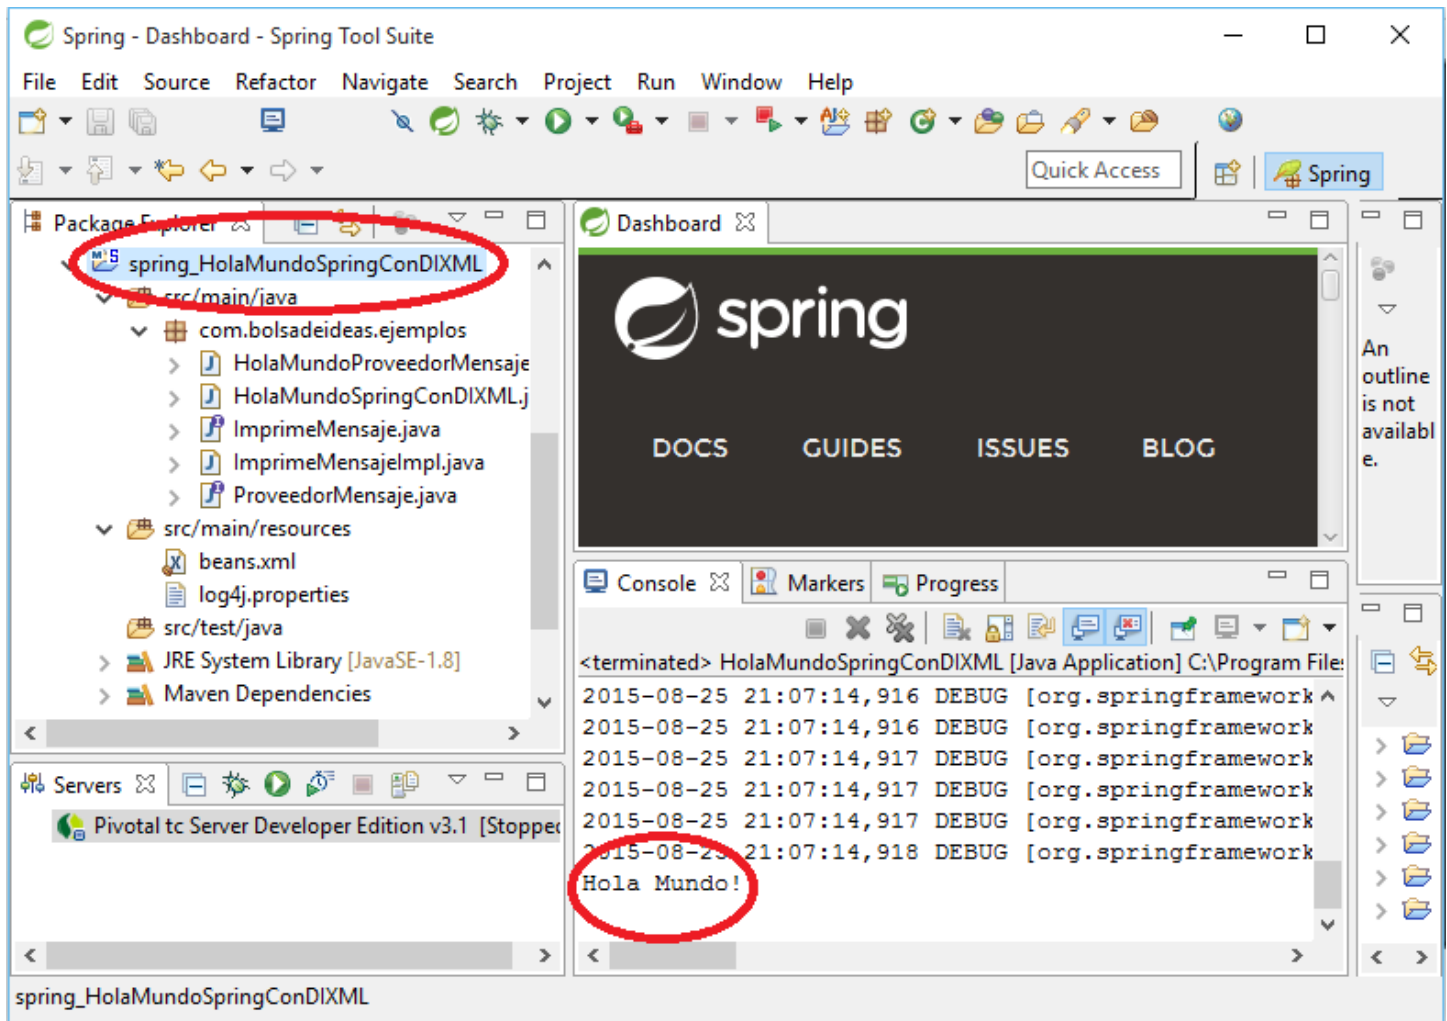 Spring - Dashboard - Spring Tool Suite
File Edit Source Refactor Navigate Search Project Run Window Help
Quick Access
Spring
Package Explorer
spring_HolaMundoSpringConDIXML
src/main/java
com.bolsadeideas.ejemplos
HolaMundoProveedorMensaje
HolaMundoSpringConDIXML.j
ImprimeMensaje.java
ImprimeMensajeImpl.java
ProveedorMensaje.java
src/main/resources
beans.xml
log4j.properties
src/test/java
JRE System Library [JavaSE-1.8]
Maven Dependencies
Servers
Pivotal tc Server Developer Edition v3.1 [Stopped
Dashboard
spring
DOCS GUIDES ISSUES BLOG
An
outline
is not
availabl
e.
Console Markers Progress
<terminated> HolaMundoSpringConDIXML [Java Application] C:\Program Files
2015-08-25 21:07:14,916 DEBUG [org.springframework
2015-08-25 21:07:14,916 DEBUG [org.springframework
2015-08-25 21:07:14,917 DEBUG [org.springframework
2015-08-25 21:07:14,917 DEBUG [org.springframework
2015-08-25 21:07:14,917 DEBUG [org.springframework
2015-08-25 21:07:14,918 DEBUG [org.springframework
Hola Mundo!
spring_HolaMundoSpringConDIXML